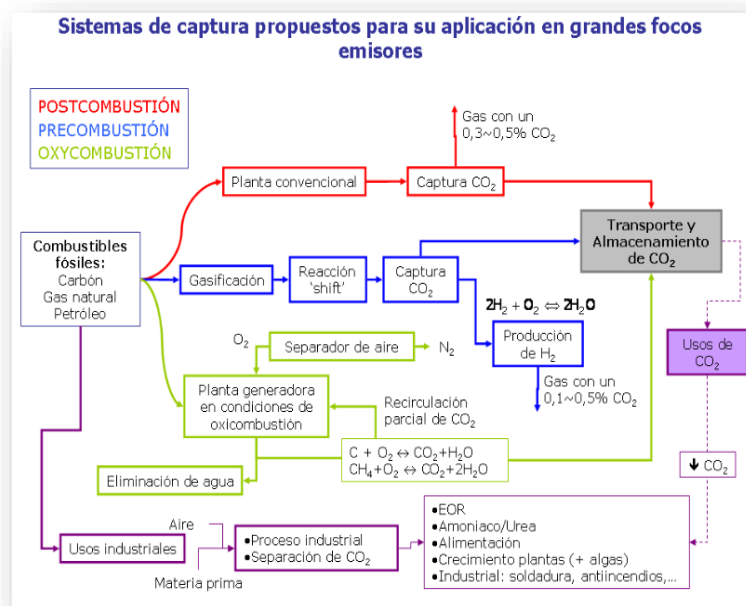 Sistemas de captura propuestos para su aplicación en grandes focos
emisores
POSTCOMBUSTIÓN
PRECOMBUSTIÓN
OXYCOMBUSTIÓN
Gas con un
0,3~0,5% CO₂
Planta convencional
Captura CO₂
Transporte y
Almacenamiento
de CO₂
Combustibles
fósiles:
Carbón
Gas natural
Petróleo
Gasificación
Reacción
'shift'
Captura
CO₂
2H₂ + O₂ ⇔ 2H₂O
Producción
de H₂
Usos de
CO₂
O₂
Separador de aire
N₂
Gas con un
0,1~0,5% CO₂
Planta generadora
en condiciones de
oxicombustión
Recirculación
parcial de CO₂
C + O₂ ↔ CO₂+H₂O
CH₄+O₂ ↔ CO₂+2H₂O
↓ CO₂
Eliminación de agua
Usos industriales
Aire
Materia prima
•Proceso industrial
•Separación de CO₂
•EOR
•Amoniaco/Urea
•Alimentación
•Crecimiento plantas (+ algas)
•Industrial: soldadura, antiincendios,...